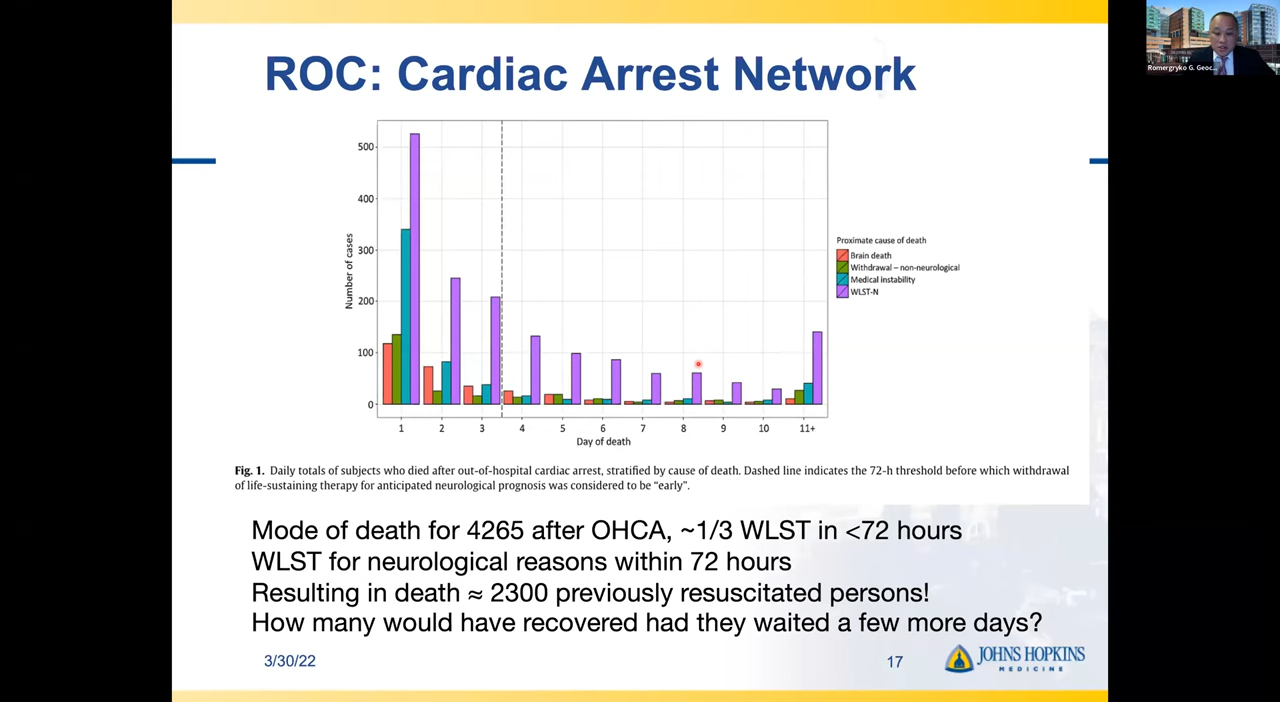 ROC: Cardiac Arrest Network
Romergryko G. Geoc...
500
400
300
200
100
0
Number of cases
1 2 3 4 5 6 7 8 9 10 11+
Day of death
Proximate cause of death
Brain death
Withdrawal – non-neurological
Medical instability
WLST-N
Fig. 1. Daily totals of subjects who died after out-of-hospital cardiac arrest, stratified by cause of death. Dashed line indicates the 72-h threshold before which withdrawal
of life-sustaining therapy for anticipated neurological prognosis was considered to be “early”.
Mode of death for 4265 after OHCA, ~1/3 WLST in <72 hours
WLST for neurological reasons within 72 hours
Resulting in death ≈ 2300 previously resuscitated persons!
How many would have recovered had they waited a few more days?
3/30/22
17
JOHNS HOPKINS
MEDICINE